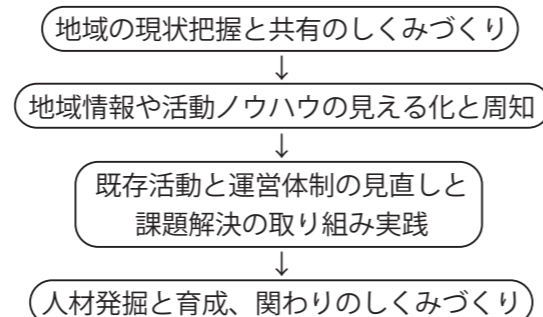 地域の現状把握と共有のしくみづくり
↓
地域情報や活動ノウハウの見える化と周知
↓
既存活動と運営体制の見直しと
課題解決の取り組み実践
↓
人材発掘と育成、関わりのしくみづくり